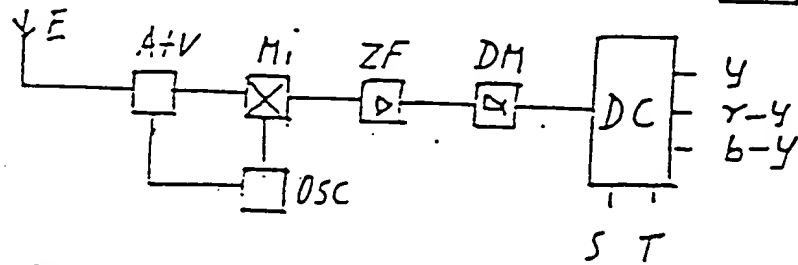 E
A+V Mi ZF DM
DC
y
r-y
b-y
OSC
S T